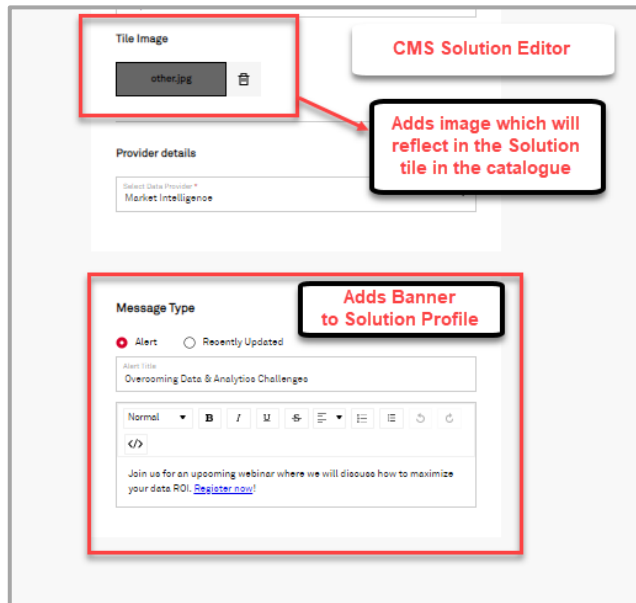 Tile Image
CMS Solution Editor
other.jpg
Adds image which will
reflect in the Solution
tile in the catalogue
Provider details
Select Data Provider *
Market Intelligence
Message Type
Adds Banner
to Solution Profile
Alert
Recently Updated
Alert Title
Overcoming Data & Analytics Challenges
Normal
B I U S
</>
Join us for an upcoming webinar where we will discuss how to maximize
your data ROI. Register now!